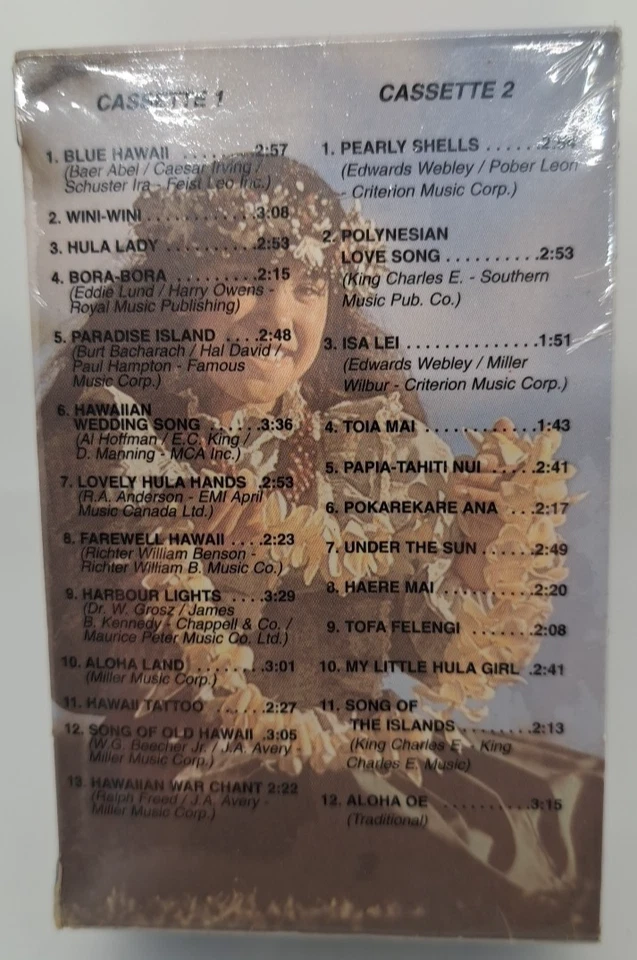 CASSETTE 1
1. BLUE HAWAII .......2:57
(Baer Abel / Caesar Irving /
Schuster Ira - Feist Leo Inc.)
2. WINI-WINI ............3:08
3. HULA LADY ..........2:53
4. BORA-BORA .........2:15
(Eddie Lund / Harry Owens -
Royal Music Publishing)
5. PARADISE ISLAND ....2:48
(Burt Bacharach / Hal David /
Paul Hampton - Famous
Music Corp.)
6. HAWAIIAN
WEDDING SONG ......3:36
(Al Hoffman / E.C. King /
D. Manning - MCA Inc.)
7. LOVELY HULA HANDS .2:53
(R.A. Anderson - EMI April
Music Canada Ltd.)
8. FAREWELL HAWAII ....2:23
(Richter William Benson -
Richter William B. Music Co.)
9. HARBOUR LIGHTS ....3:29
(Dr. W. Grosz / James
B. Kennedy - Chappell & Co. /
Maurice Peter Music Co. Ltd.)
10. ALOHA LAND ........3:01
(Miller Music Corp.)
11. HAWAII TATTOO ......2:27
12. SONG OF OLD HAWAII .3:05
(W.G. Beecher Jr. / J.A. Avery -
Miller Music Corp.)
13. HAWAIIAN WAR CHANT 2:22
(Ralph Freed / J.A. Avery -
Miller Music Corp.)
CASSETTE 2
1. PEARLY SHELLS ......
(Edwards Webley / Pober Leon
- Criterion Music Corp.)
2. POLYNESIAN
LOVE SONG ..........2:53
(King Charles E. - Southern
Music Pub. Co.)
3. ISA LEI ..............1:51
(Edwards Webley / Miller
Wilbur - Criterion Music Corp.)
4. TOIA MAI ............1:43
5. PAPIA-TAHITI NUI .....2:41
6. POKAREKARE ANA ...2:17
7. UNDER THE SUN ......2:49
8. HAERE MAI ..........2:20
9. TOFA FELENGI .......2:08
10. MY LITTLE HULA GIRL .2:41
11. SONG OF
THE ISLANDS ........2:13
(King Charles E. - King
Charles E. Music)
12. ALOHA OE ..........3:15
(Traditional)